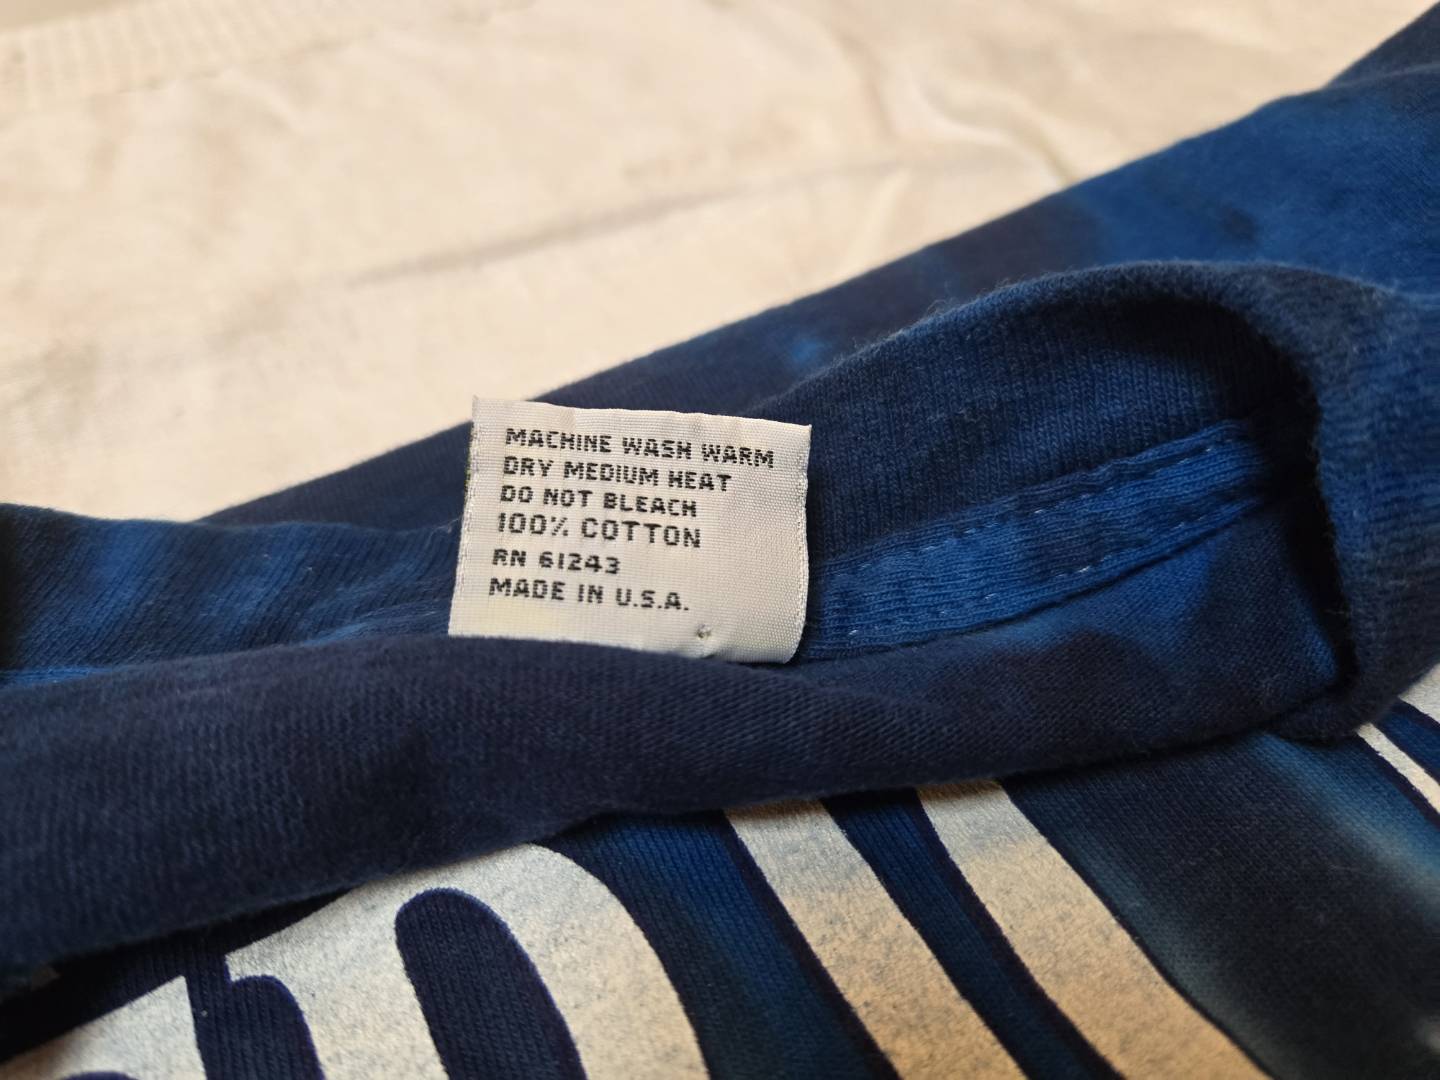 MACHINE WASH WARM
DRY MEDIUM HEAT
DO NOT BLEACH
100% COTTON
RN 61243
MADE IN U.S.A.